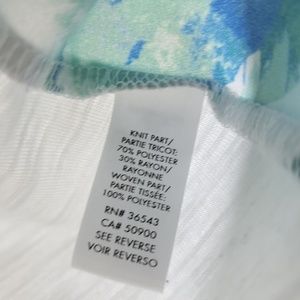 KNIT PART/
PARTIE TRICOT:
70% POLYESTER
30% RAYON/
RAYONNE
WOVEN PART/
PARTIE TISSÉE:
100% POLYESTER
RN# 36543
CA# 50900
SEE REVERSE
VOIR REVERSO